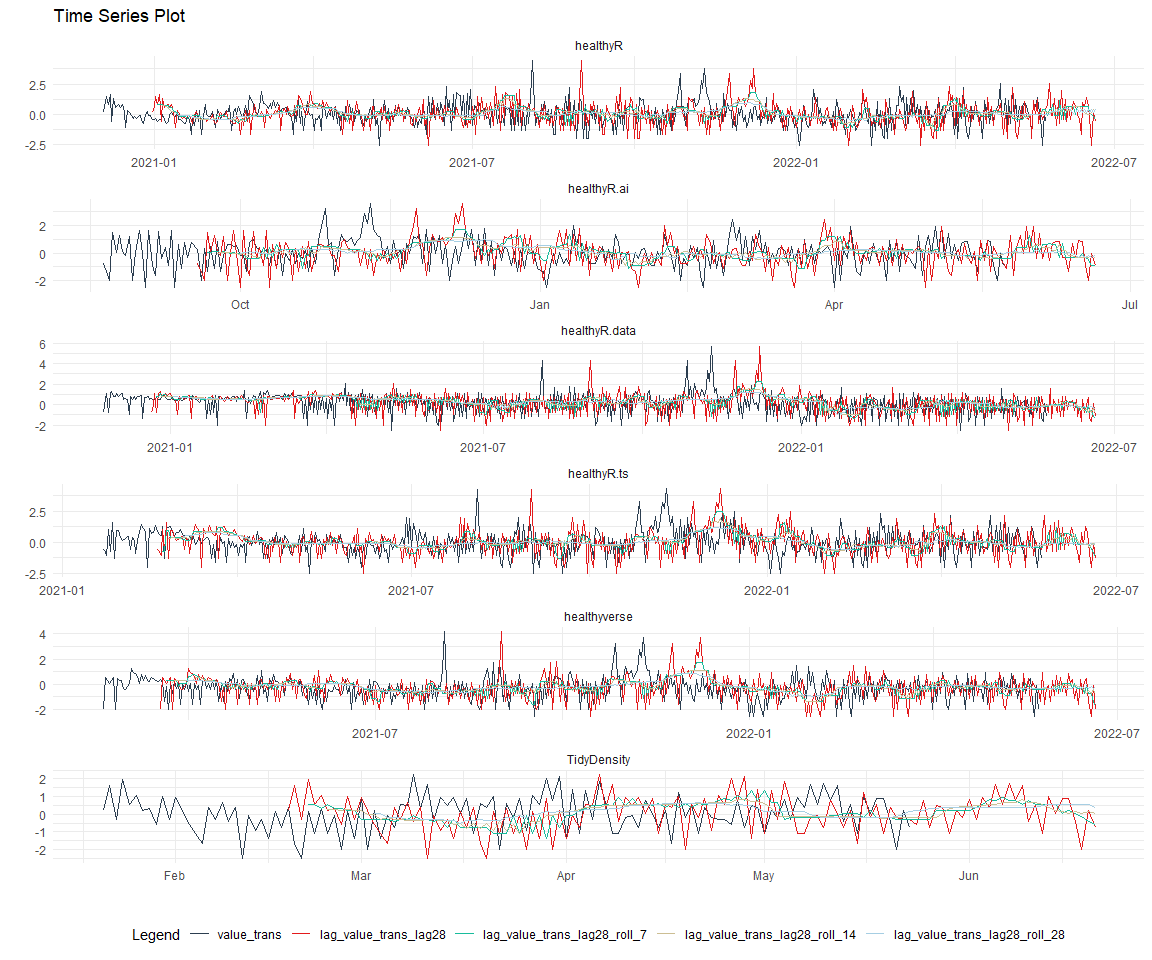 Time Series Plot
healthyR
2.5
0.0
-2.5
2021-01 2021-07 2022-01 2022-07
healthyR.ai
2
0
-2
Oct Jan Apr Jul
healthyR.data
6
4
2
0
-2
2021-01 2021-07 2022-01 2022-07
healthyR.ts
2.5
0.0
-2.5
2021-01 2021-07 2022-01 2022-07
healthyverse
4
2
0
-2
2021-07 2022-01 2022-07
TidyDensity
2
1
0
-1
-2
Feb Mar Apr May Jun
Legend value_trans lag_value_trans_lag28 lag_value_trans_lag28_roll_7 lag_value_trans_lag28_roll_14 lag_value_trans_lag28_roll_28